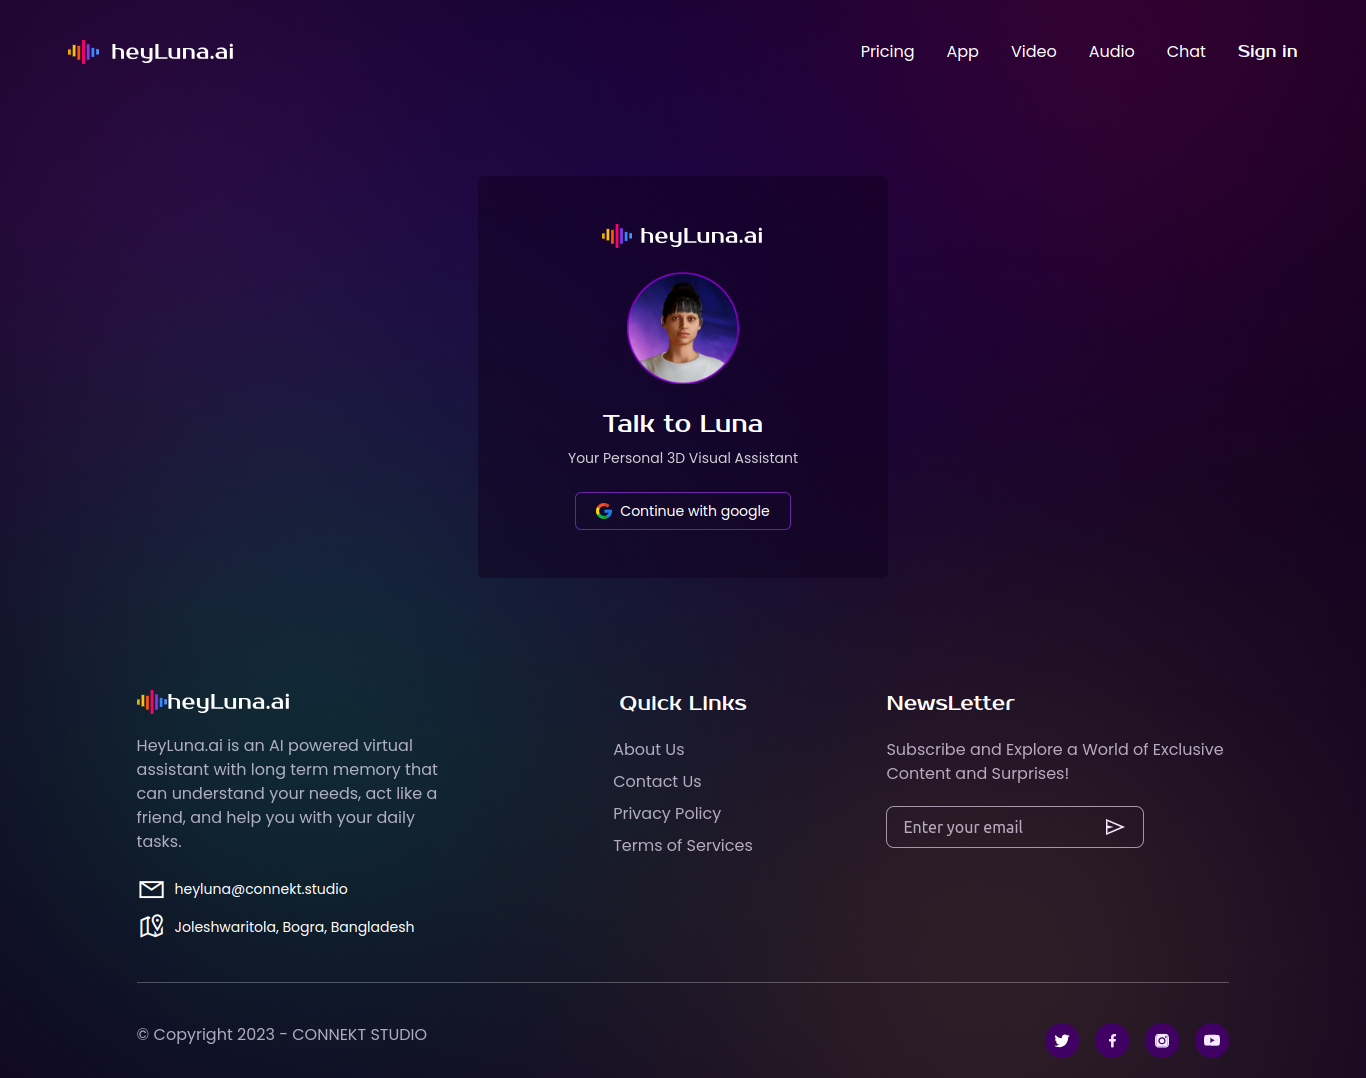 heyLuna.ai
Pricing App Video Audio Chat Sign in
heyLuna.ai
Talk to Luna
Your Personal 3D Visual Assistant
Continue with google
heyLuna.ai
HeyLuna.ai is an AI powered virtual
assistant with long term memory that
can understand your needs, act like a
friend, and help you with your daily
tasks.
heyluna@connekt.studio
Joleshwaritola, Bogra, Bangladesh
Quick Links
About Us
Contact Us
Privacy Policy
Terms of Services
NewsLetter
Subscribe and Explore a World of Exclusive
Content and Surprises!
Enter your email
© Copyright 2023 - CONNEKT STUDIO